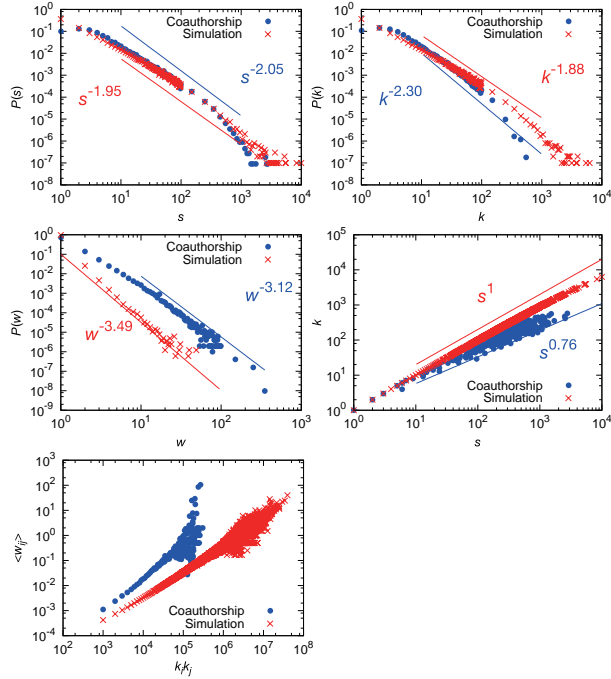 10^0
10^-1
10^-2
10^-3
10^-4
10^-5
10^-6
10^-7
10^-8
P(s)
Coauthorship
Simulation
s^-2.05
s^-1.95
10^0 10^1 10^2 10^3 10^4
s
10^0
10^-1
10^-2
10^-3
10^-4
10^-5
10^-6
10^-7
10^-8
P(k)
Coauthorship
Simulation
k^-1.88
k^-2.30
10^0 10^1 10^2 10^3 10^4
k
10^0
10^-1
10^-2
10^-3
10^-4
10^-5
10^-6
10^-7
10^-8
10^-9
P(w)
Coauthorship
Simulation
w^-3.12
w^-3.49
10^0 10^1 10^2 10^3
w
10^5
10^4
10^3
10^2
10^1
10^0
k
s^1
s^0.76
Coauthorship
Simulation
10^0 10^1 10^2 10^3 10^4
s
10^3
10^2
10^1
10^0
10^-1
10^-2
10^-3
10^-4
<w_ij>
Coauthorship
Simulation
10^2 10^3 10^4 10^5 10^6 10^7 10^8
k_i k_j